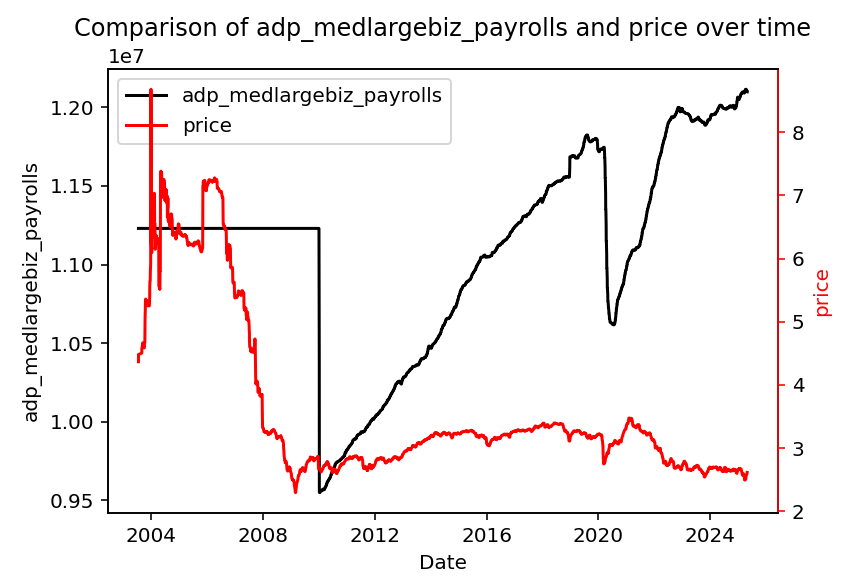 Comparison of adp_medlargebiz_payrolls and price over time
1e7
adp_medlargebiz_payrolls
price
1.20
1.15
1.10
1.05
1.00
0.95
adp_medlargebiz_payrolls
8
7
6
5
4
3
2
price
2004 2008 2012 2016 2020 2024
Date